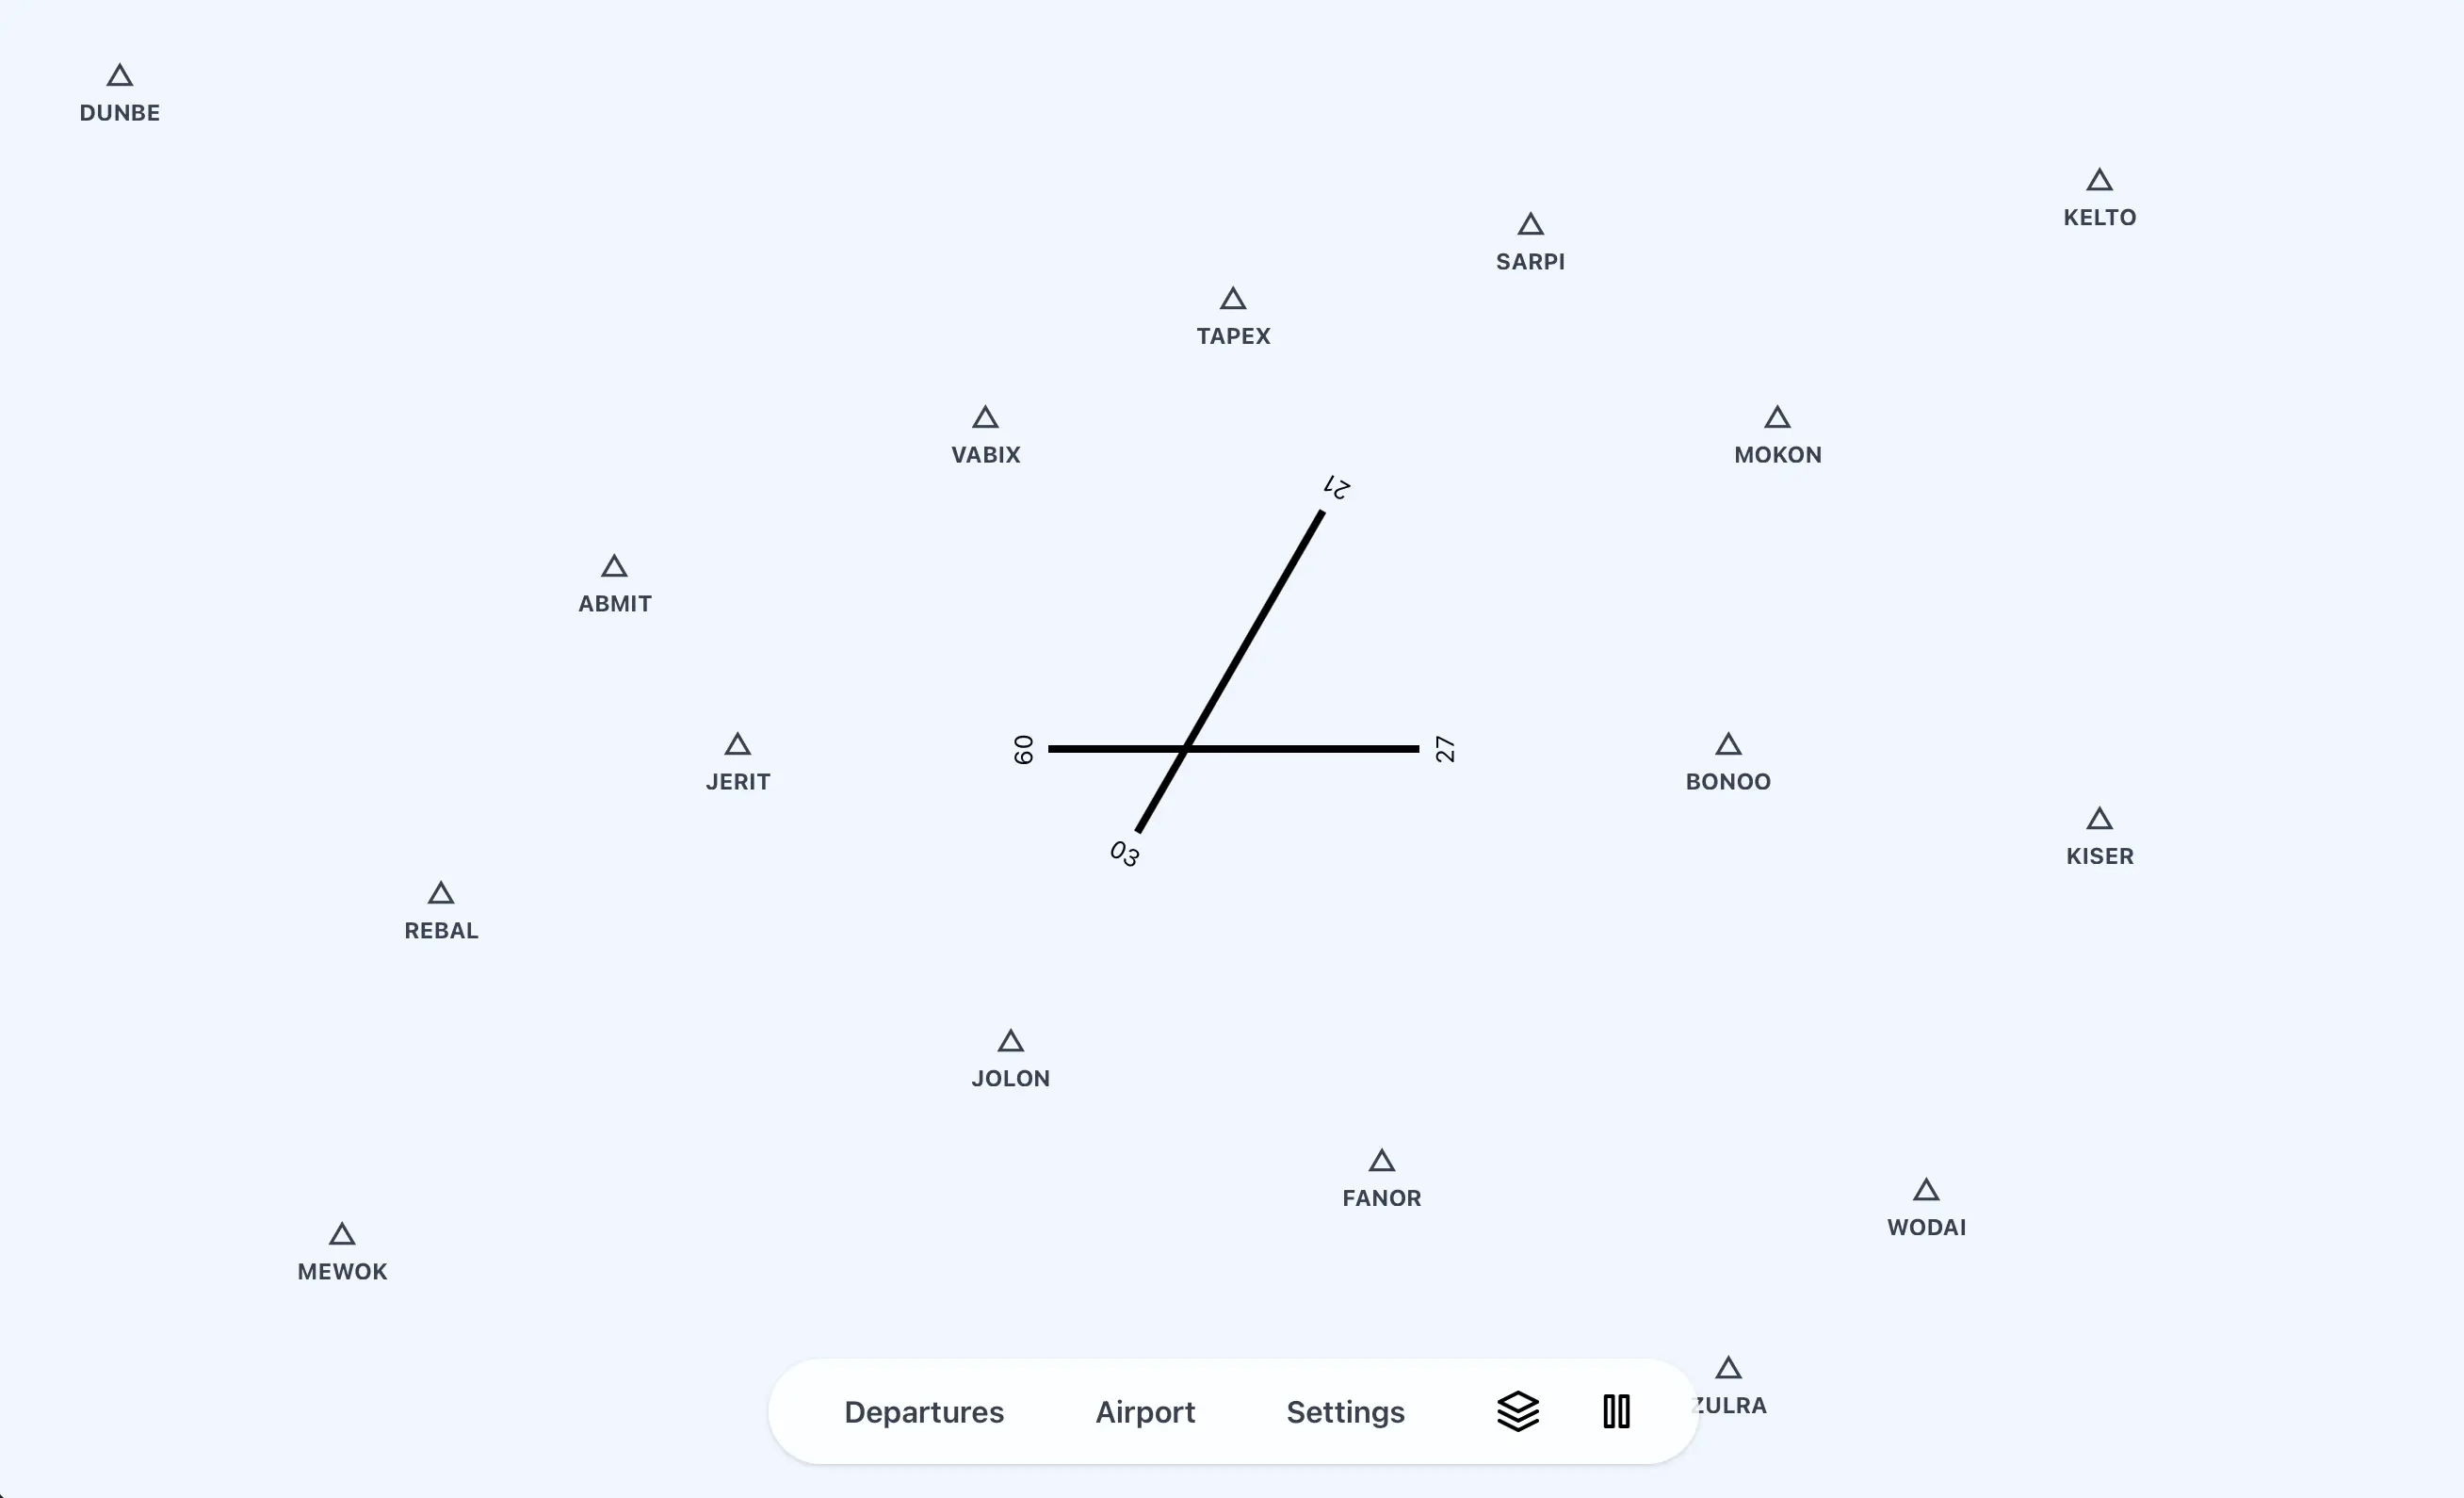 DUNBE
KELTO
SARPI
TAPEX
VABIX
MOKON
21
ABMIT
09
27
JERIT
BONOO
03
KISER
REBAL
JOLON
FANOR
WODAI
MEWOK
ZULRA
Departures
Airport
Settings